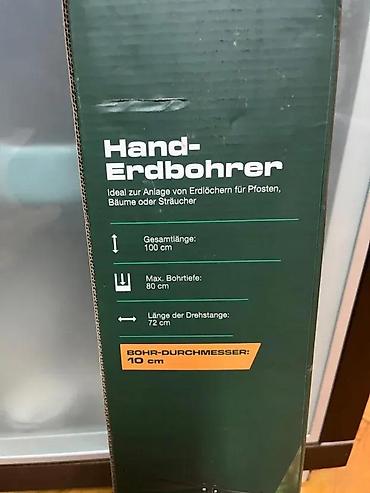 Hand-
Erdbohrer
Ideal zur Anlage von Erdlöchern für Pfosten,
Bäume oder Sträucher
Gesamtlänge:
100 cm
Max. Bohrtiefe:
80 cm
Länge der Drehstange:
72 cm
BOHR-DURCHMESSER:
10 cm